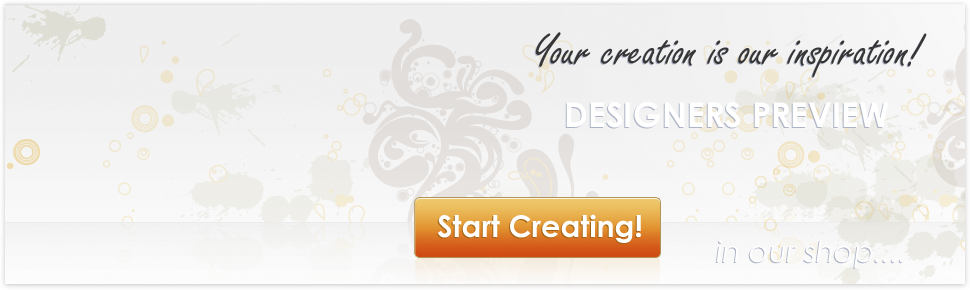 Your creation is our inspiration!
DESIGNERS PREVIEW
Start Creating!
in our shop....